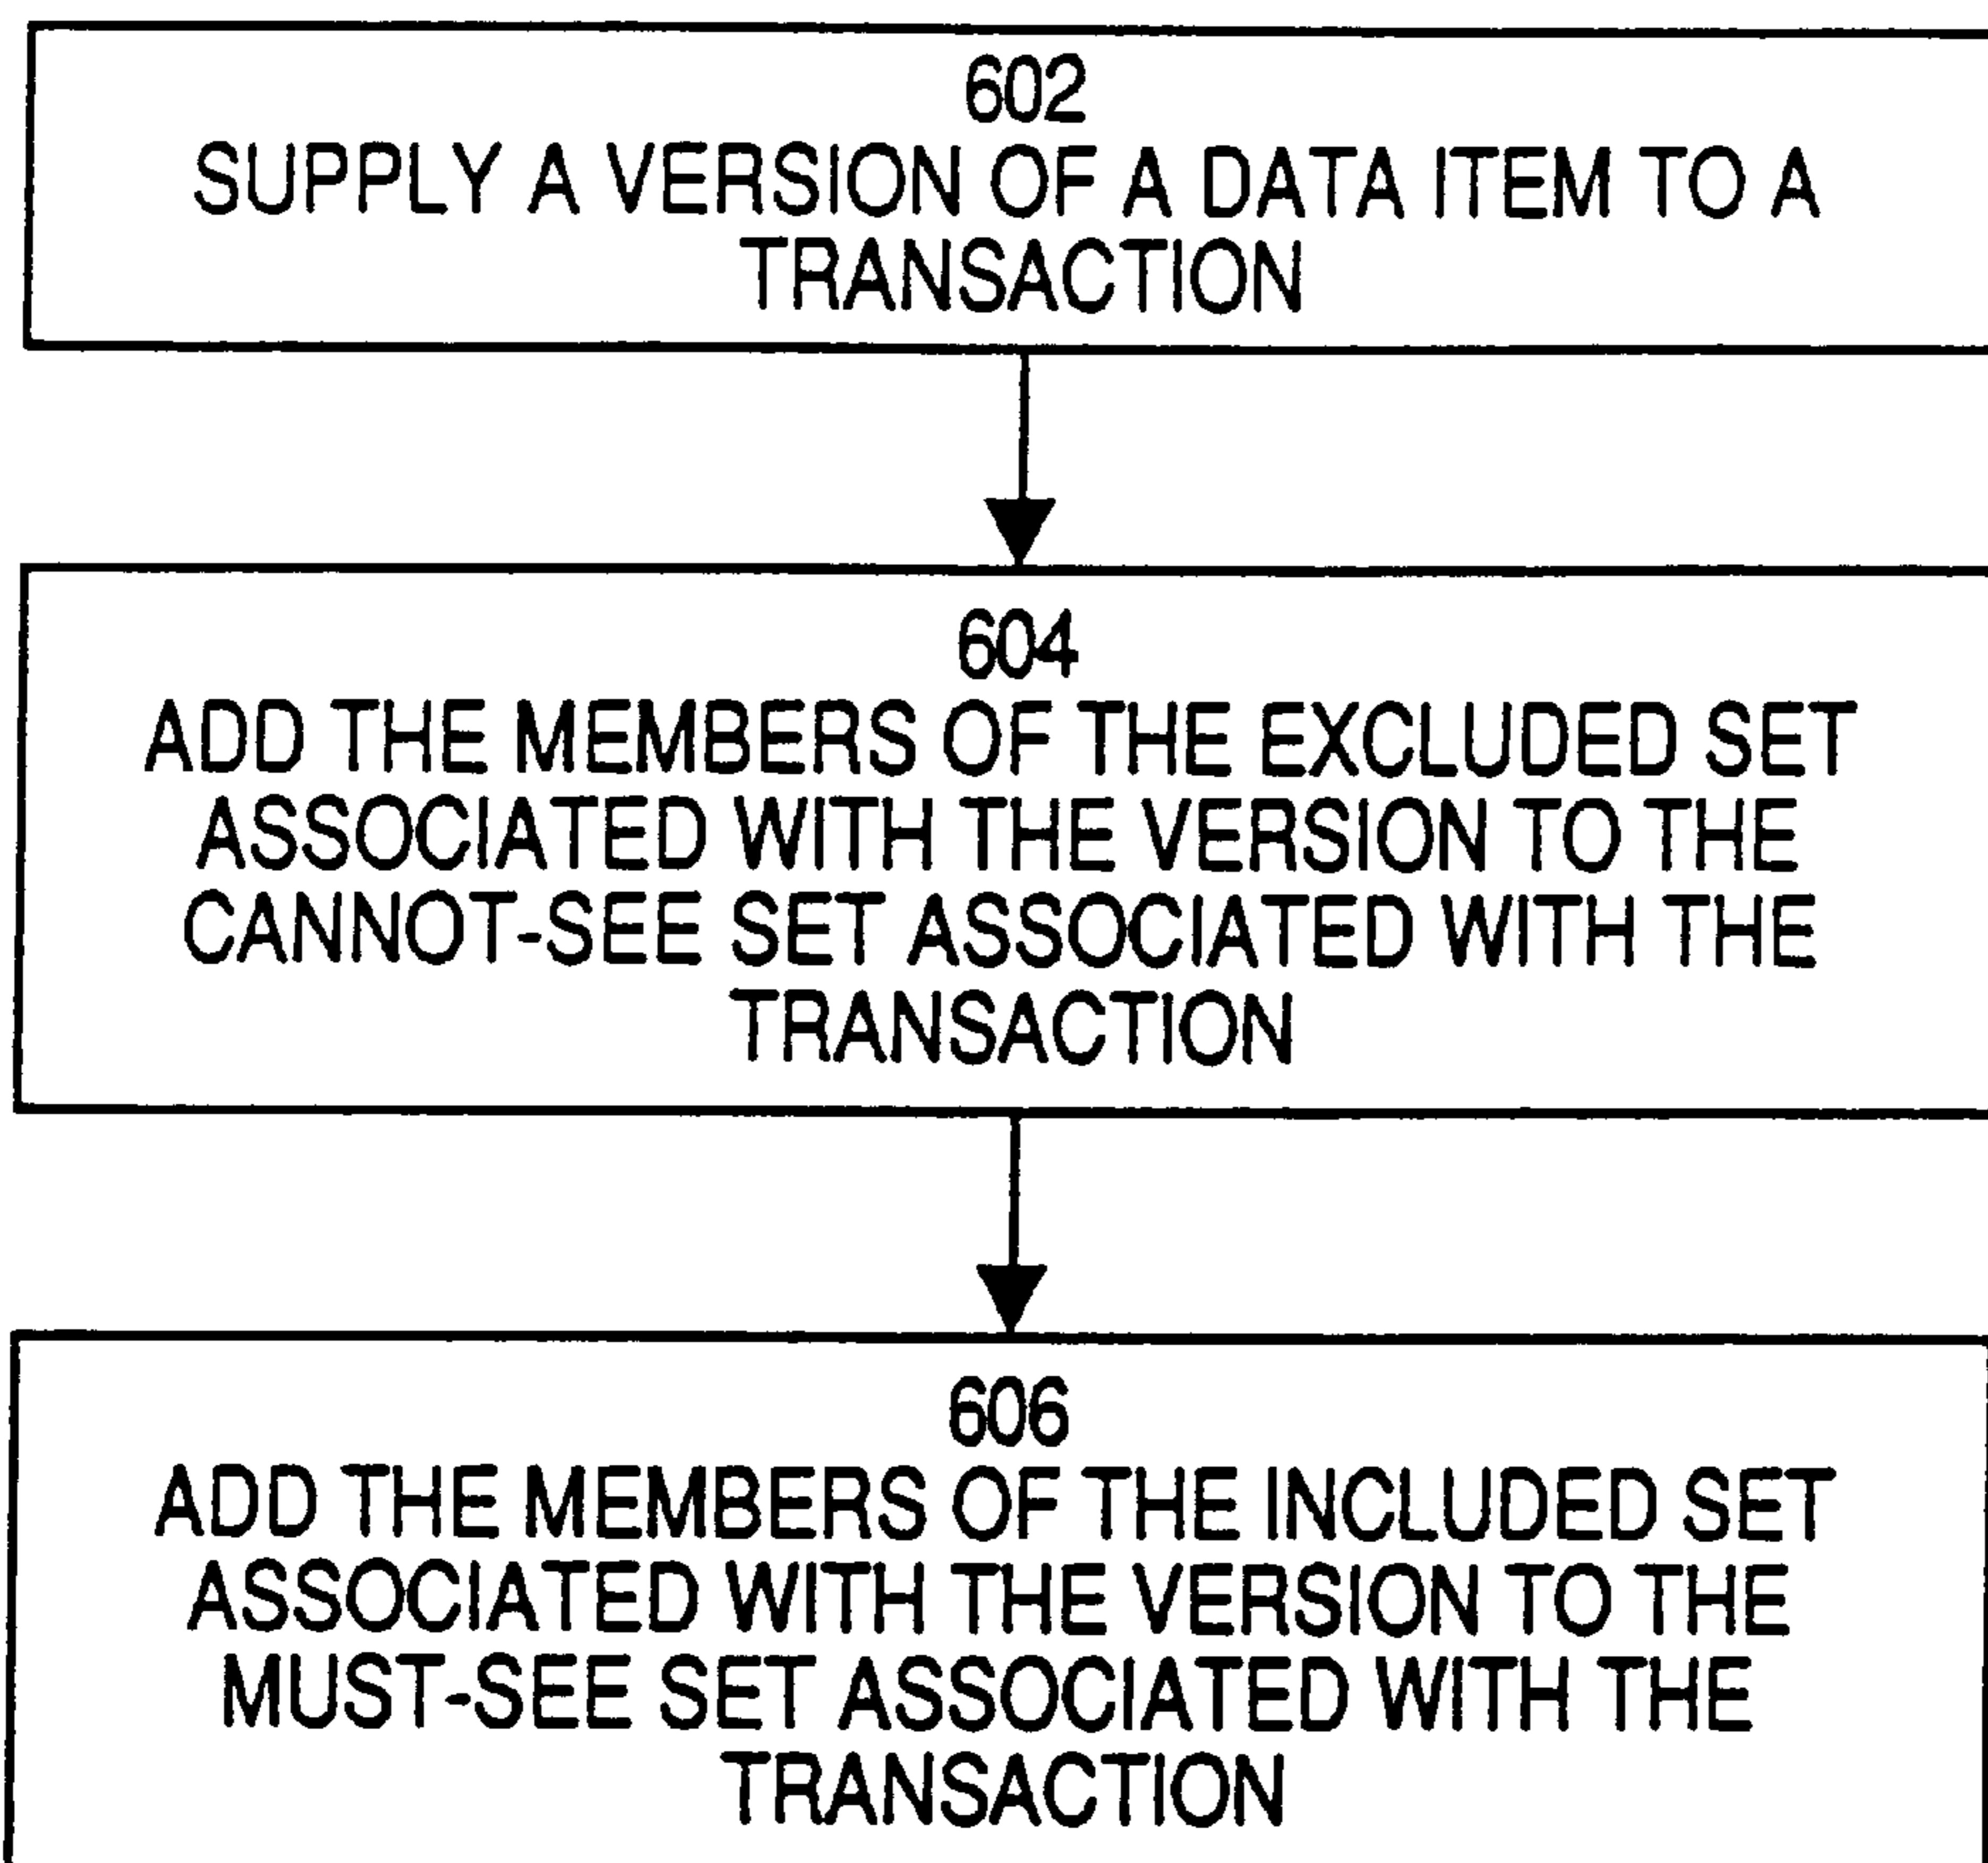 602
SUPPLY A VERSION OF A DATA ITEM TO A
TRANSACTION
604
ADD THE MEMBERS OF THE EXCLUDED SET
ASSOCIATED WITH THE VERSION TO THE
CANNOT-SEE SET ASSOCIATED WITH THE
TRANSACTION
606
ADD THE MEMBERS OF THE INCLUDED SET
ASSOCIATED WITH THE VERSION TO THE
MUST-SEE SET ASSOCIATED WITH THE
TRANSACTION